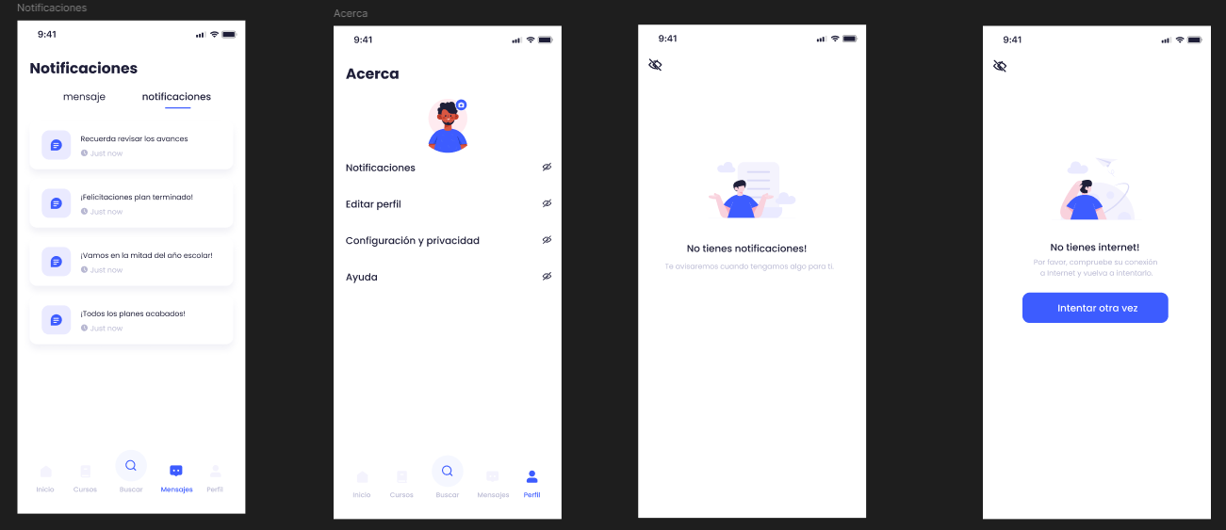 Notificaciones
9:41
Notificaciones
mensaje
notificaciones
Recuerda revisar los avances
Just now
¡Felicitaciones plan terminado!
Just now
¡Vamos en la mitad del año escolar!
Just now
¡Todos los planes acabados!
Just now
Inicio
Cursos
Buscar
Mensajes
Perfil
Acerca
9:41
Acerca
Notificaciones
Editar perfil
Configuración y privacidad
Ayuda
Inicio
Cursos
Buscar
Mensajes
Perfil
9:41
No tienes notificaciones!
Te avisaremos cuando tengamos algo para ti.
9:41
No tienes internet!
Por favor, compruebe su conexión
a Internet y vuelva a intentarlo.
Intentar otra vez